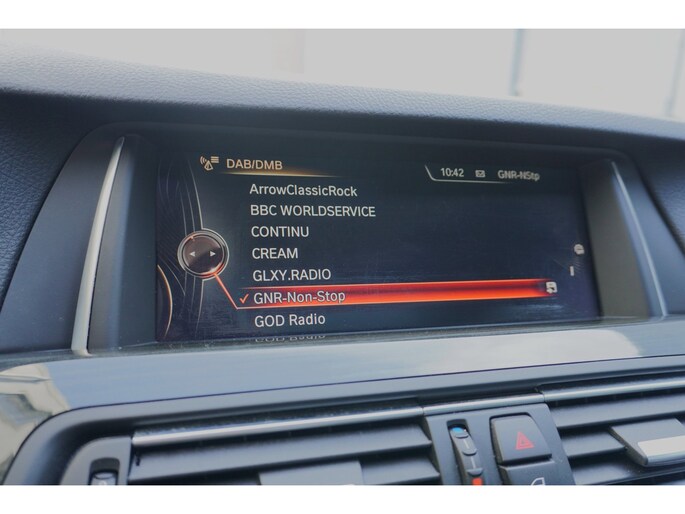 DAB/DMB
10:42 GNR-NStp
ArrowClassicRock
BBC WORLDSERVICE
CONTINU
CREAM
GLXY.RADIO
GNR-Non-Stop
GOD Radio